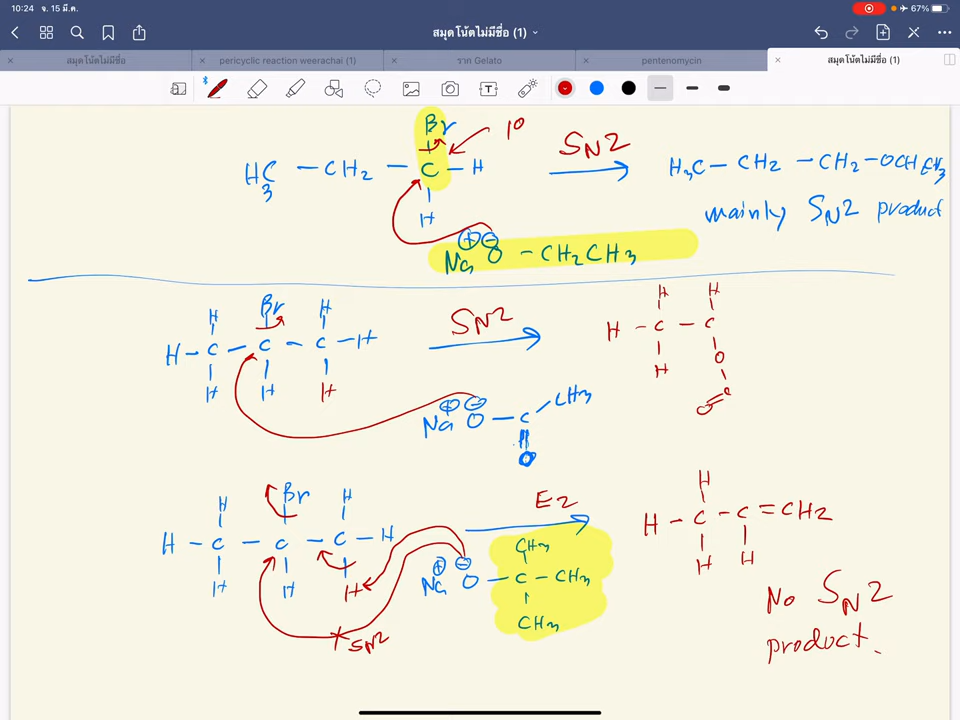 10:24 จ. 15 มี.ค. 67%
สมุดโน้ตไม่มีชื่อ (1)
สมุดโน้ตไม่มีชื่อ pericyclic reaction weerachai (1) ราก Gelato pentenomycin สมุดโน้ตไม่มีชื่อ (1)
Br 1°
H3C - CH2 - C - H SN2 H3C - CH2 - CH2 - OCH2CH3
H mainly SN2 product
Na ⊕ ⊖ O - CH2CH3
H Br H SN2 H H
H - C - C - C - H H - C - C
H H H H O
Na ⊕ ⊖ O - C CH3 O = C
O
H Br H E2 H
H - C - C - C - H CH3 H - C - C = CH2
H H H Na ⊕ ⊖ O - C - CH3 H H
CH3 No SN2
SN2 product.